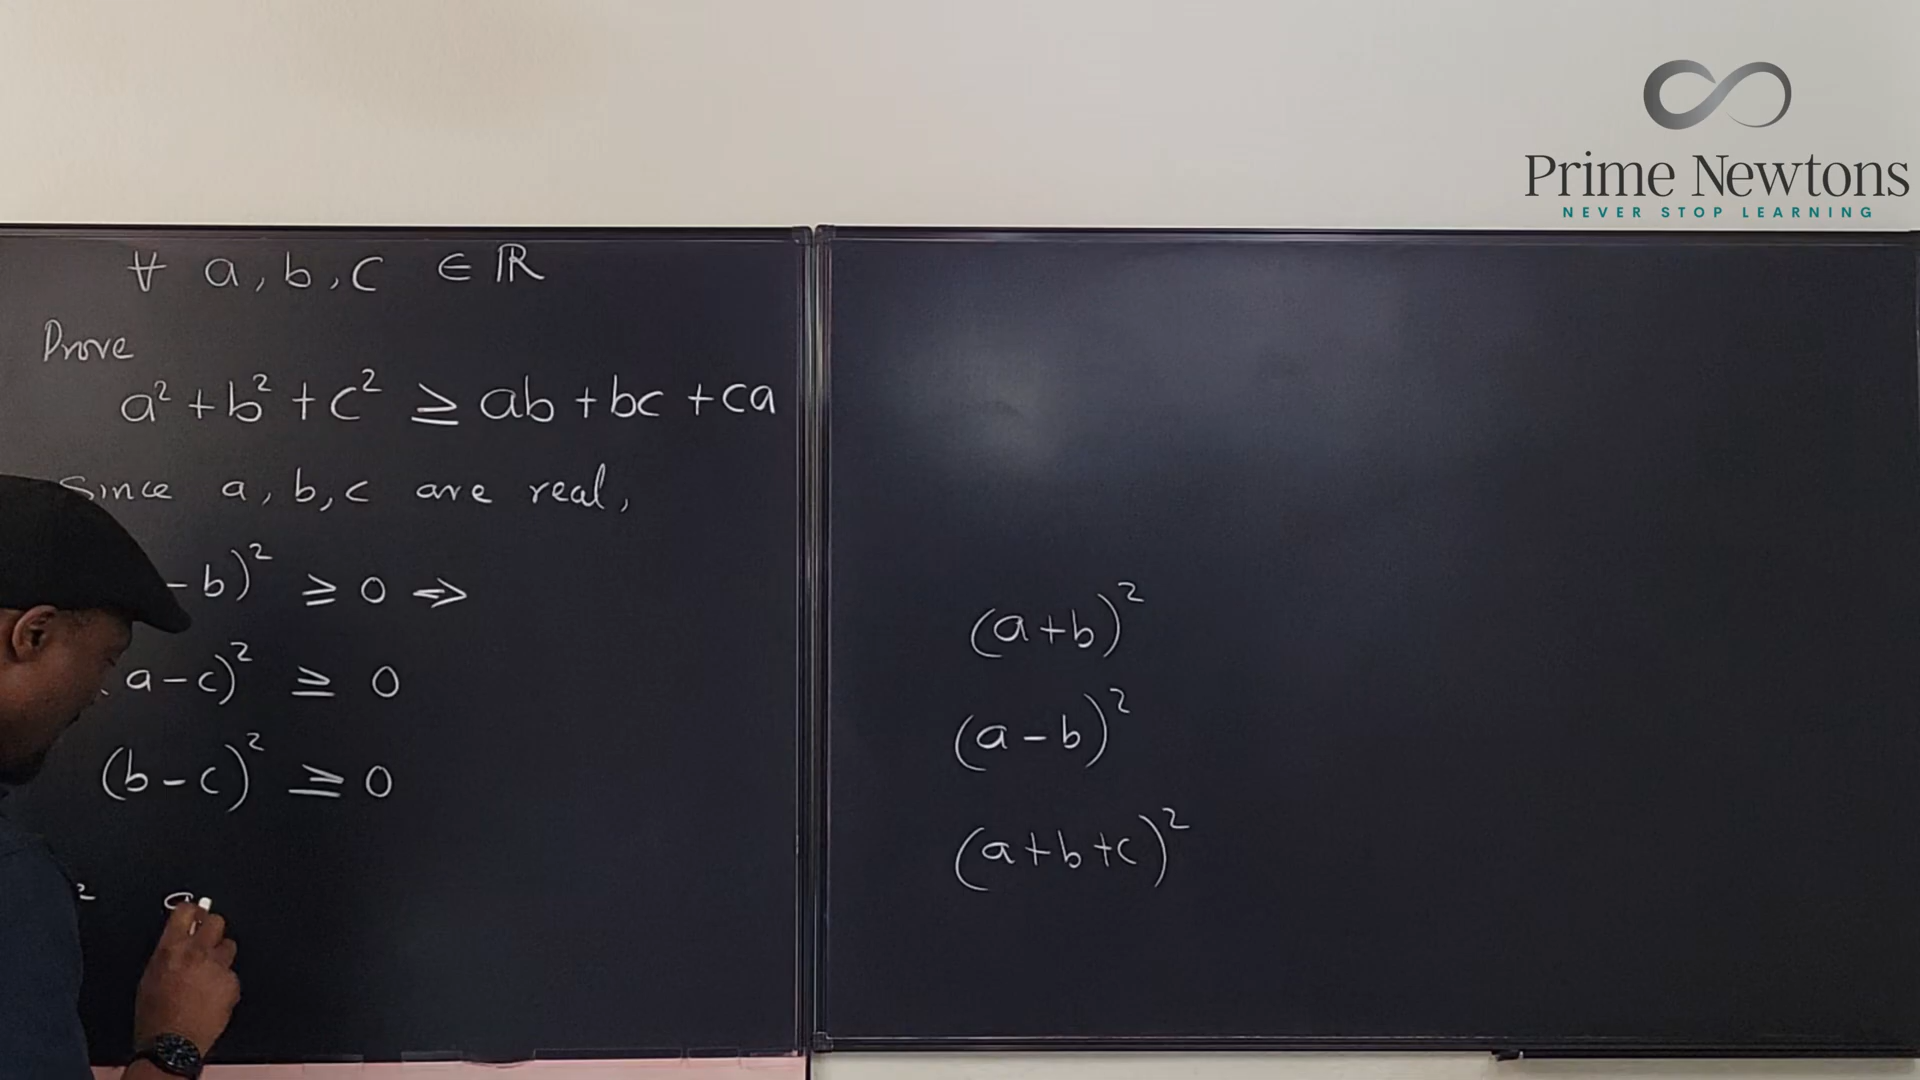 Prime Newtons
NEVER STOP LEARNING
∀ a, b, c ∈ ℝ
Prove
a² + b² + c² ≥ ab + bc + ca
Since a, b, c are real,
- b)² ≥ 0 ⇒
a - c)² ≥ 0
(b - c)² ≥ 0
² a
(a + b)²
(a - b)²
(a + b + c)²